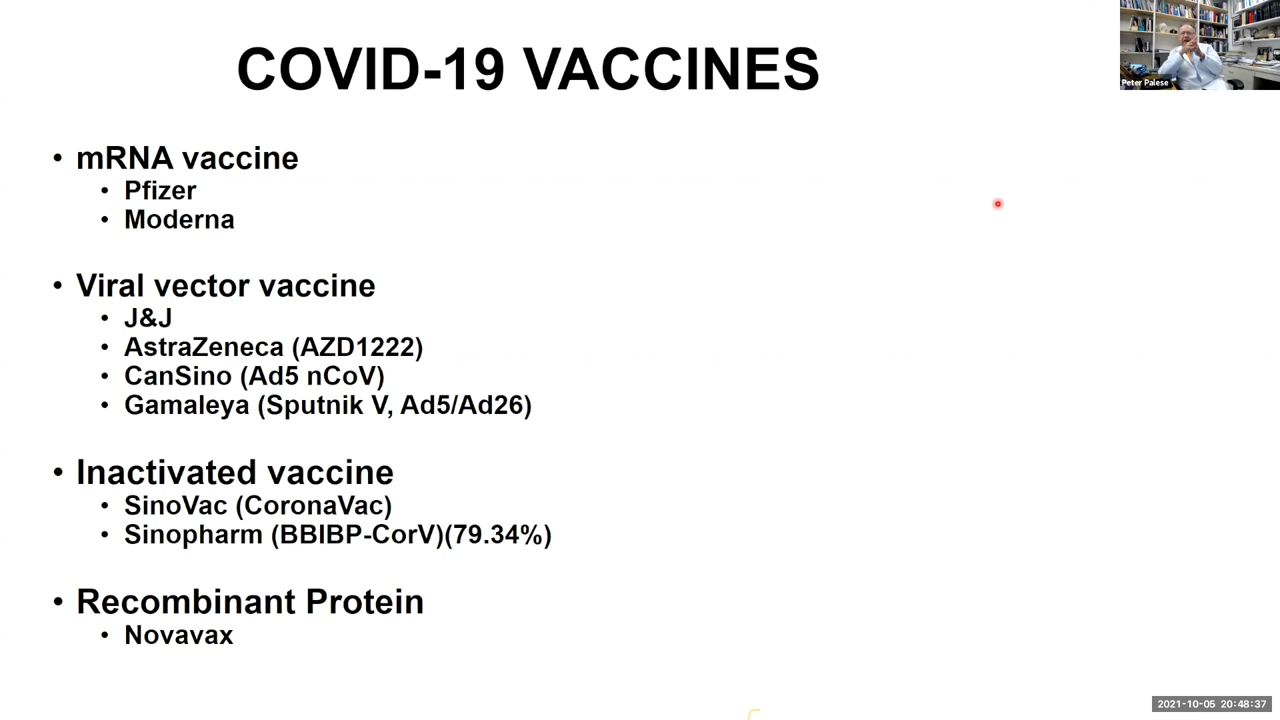 COVID-19 VACCINES
Peter Palese
• mRNA vaccine
• Pfizer
• Moderna
• Viral vector vaccine
• J&J
• AstraZeneca (AZD1222)
• CanSino (Ad5 nCoV)
• Gamaleya (Sputnik V, Ad5/Ad26)
• Inactivated vaccine
• SinoVac (CoronaVac)
• Sinopharm (BBIBP-CorV)(79.34%)
• Recombinant Protein
• Novavax
2021-10-05 20:48:37